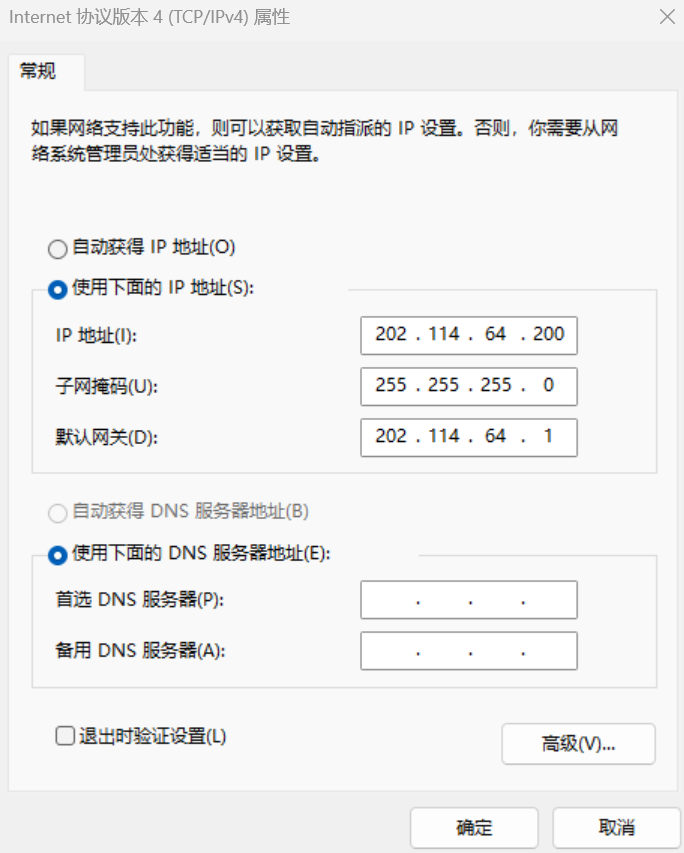 Internet 协议版本 4 (TCP/IPv4) 属性
常规
如果网络支持此功能，则可以获取自动指派的 IP 设置。否则，你需要从网
络系统管理员处获得适当的 IP 设置。
自动获得 IP 地址(O)
使用下面的 IP 地址(S):
IP 地址(I): 202 . 114 . 64 . 200
子网掩码(U): 255 . 255 . 255 . 0
默认网关(D): 202 . 114 . 64 . 1
自动获得 DNS 服务器地址(B)
使用下面的 DNS 服务器地址(E):
首选 DNS 服务器(P): . . .
备用 DNS 服务器(A): . . .
退出时验证设置(L)
高级(V)...
确定 取消